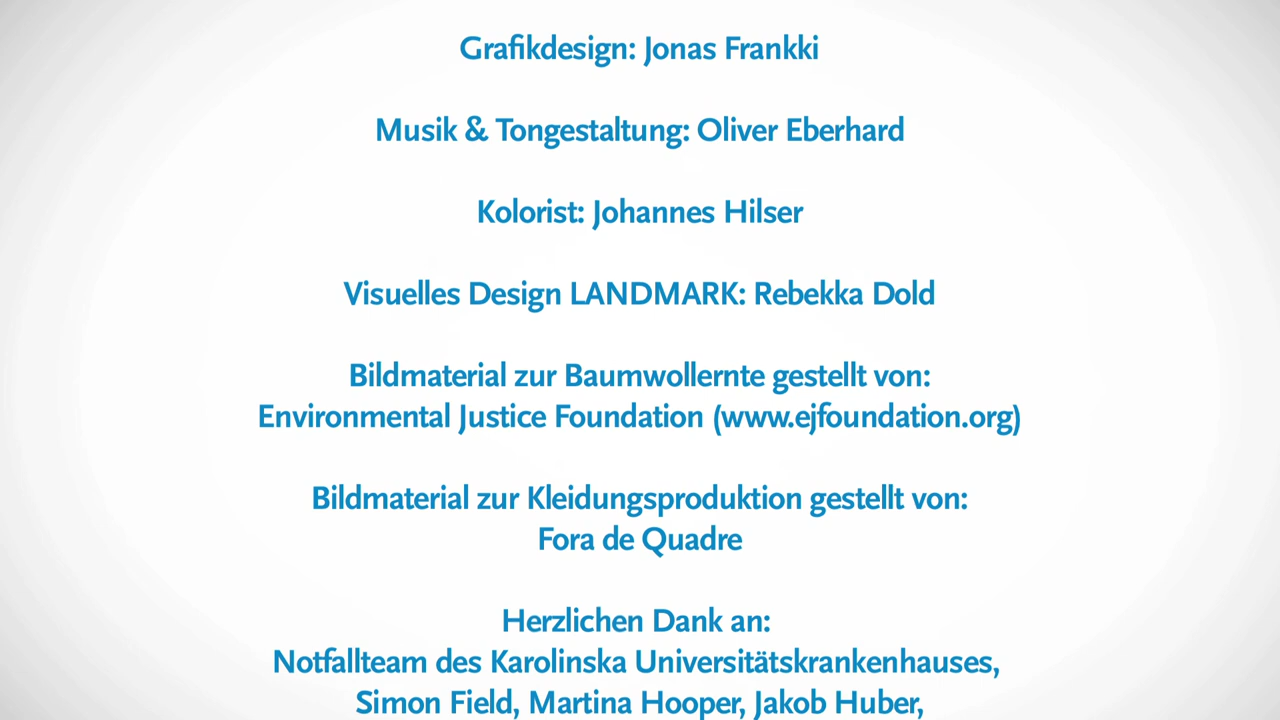 Grafikdesign: Jonas Frankki
Musik & Tongestaltung: Oliver Eberhard
Kolorist: Johannes Hilser
Visuelles Design LANDMARK: Rebekka Dold
Bildmaterial zur Baumwollernte gestellt von:
Environmental Justice Foundation (www.ejfoundation.org)
Bildmaterial zur Kleidungsproduktion gestellt von:
Fora de Quadre
Herzlichen Dank an:
Notfallteam des Karolinska Universitätskrankenhauses,
Simon Field, Martina Hooper, Jakob Huber,